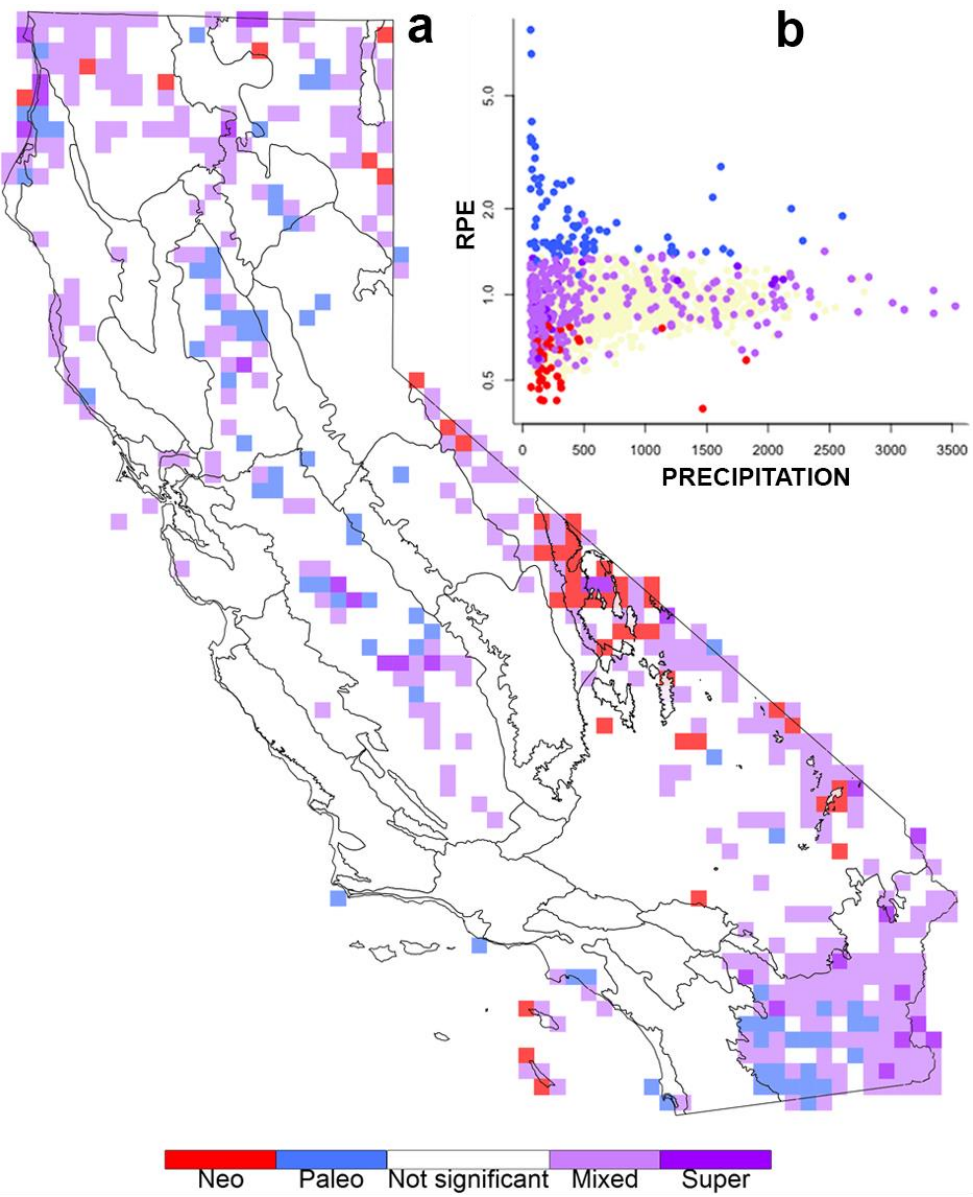 a
b
5.0
2.0
1.0
0.5
RPE
0 500 1000 1500 2000 2500 3000 3500
PRECIPITATION
Neo Paleo Not significant Mixed Super